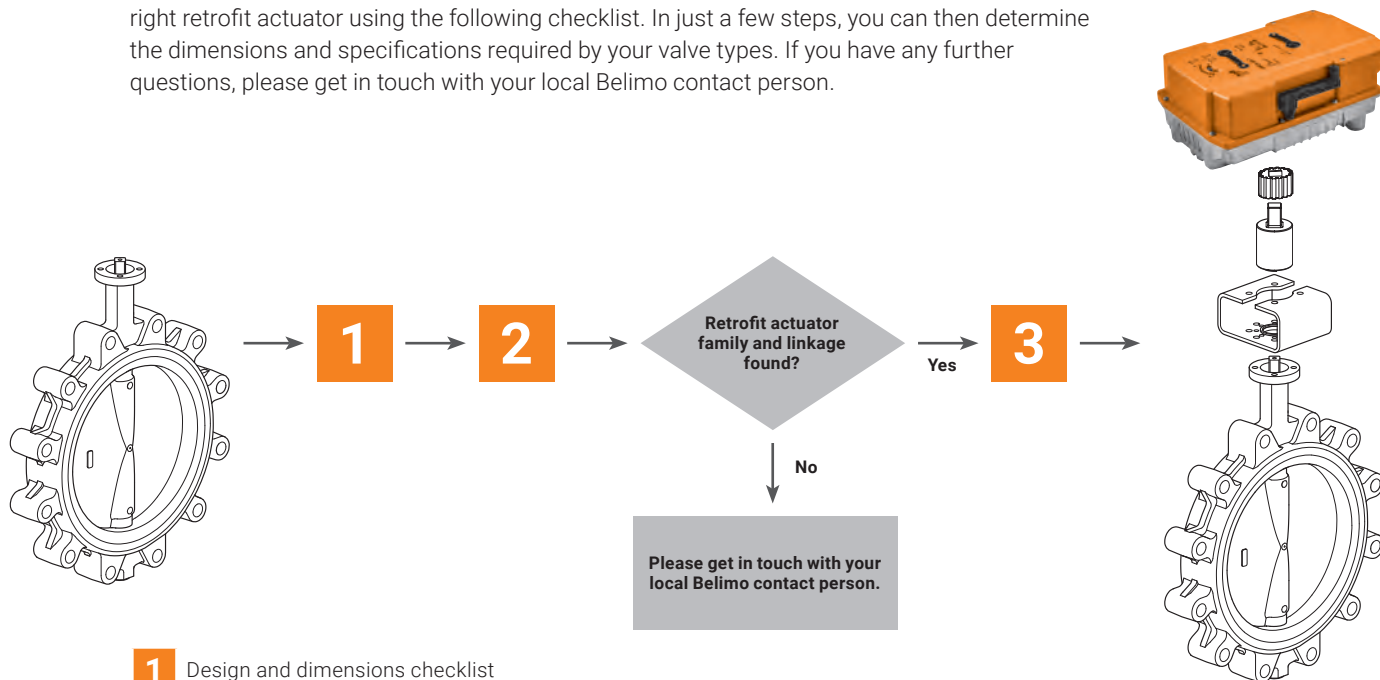 right retrofit actuator using the following checklist. In just a few steps, you can then determine
the dimensions and specifications required by your valve types. If you have any further
questions, please get in touch with your local Belimo contact person.
1
2
Retrofit actuator
family and linkage
found?
Yes
3
No
Please get in touch with your
local Belimo contact person.
1 Design and dimensions checklist